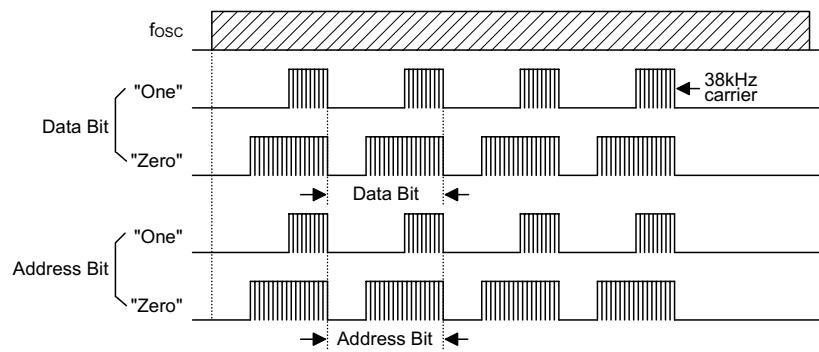 fOSC
"One"
38kHz
carrier
Data Bit
"Zero"
Data Bit
"One"
Address Bit
"Zero"
Address Bit